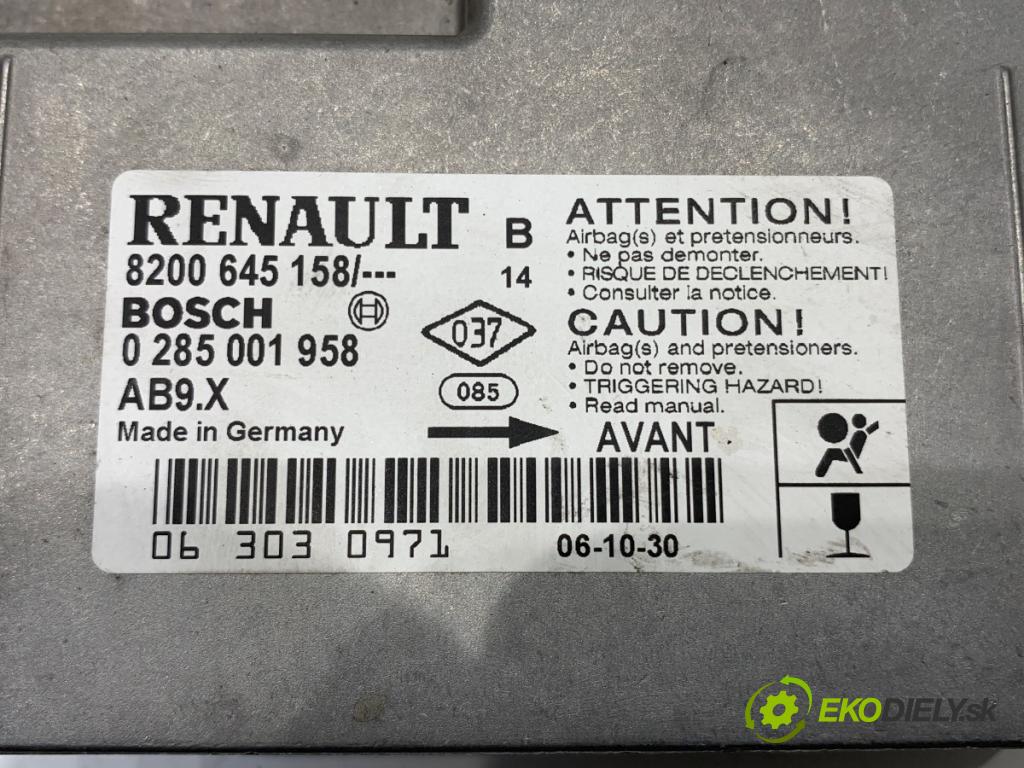 RENAULT
8200 645 158/---
BOSCH
0 285 001 958
AB9.X
Made in Germany
B
14
037
085
ATTENTION!
Airbag(s) et pretensionneurs.
• Ne pas demonter.
• RISQUE DE DECLENCHEMENT!
• Consulter la notice.
CAUTION!
Airbag(s) and pretensioners.
• Do not remove.
• TRIGGERING HAZARD!
• Read manual.
AVANT
06 303 0971
06-10-30
EKODIELY.sk